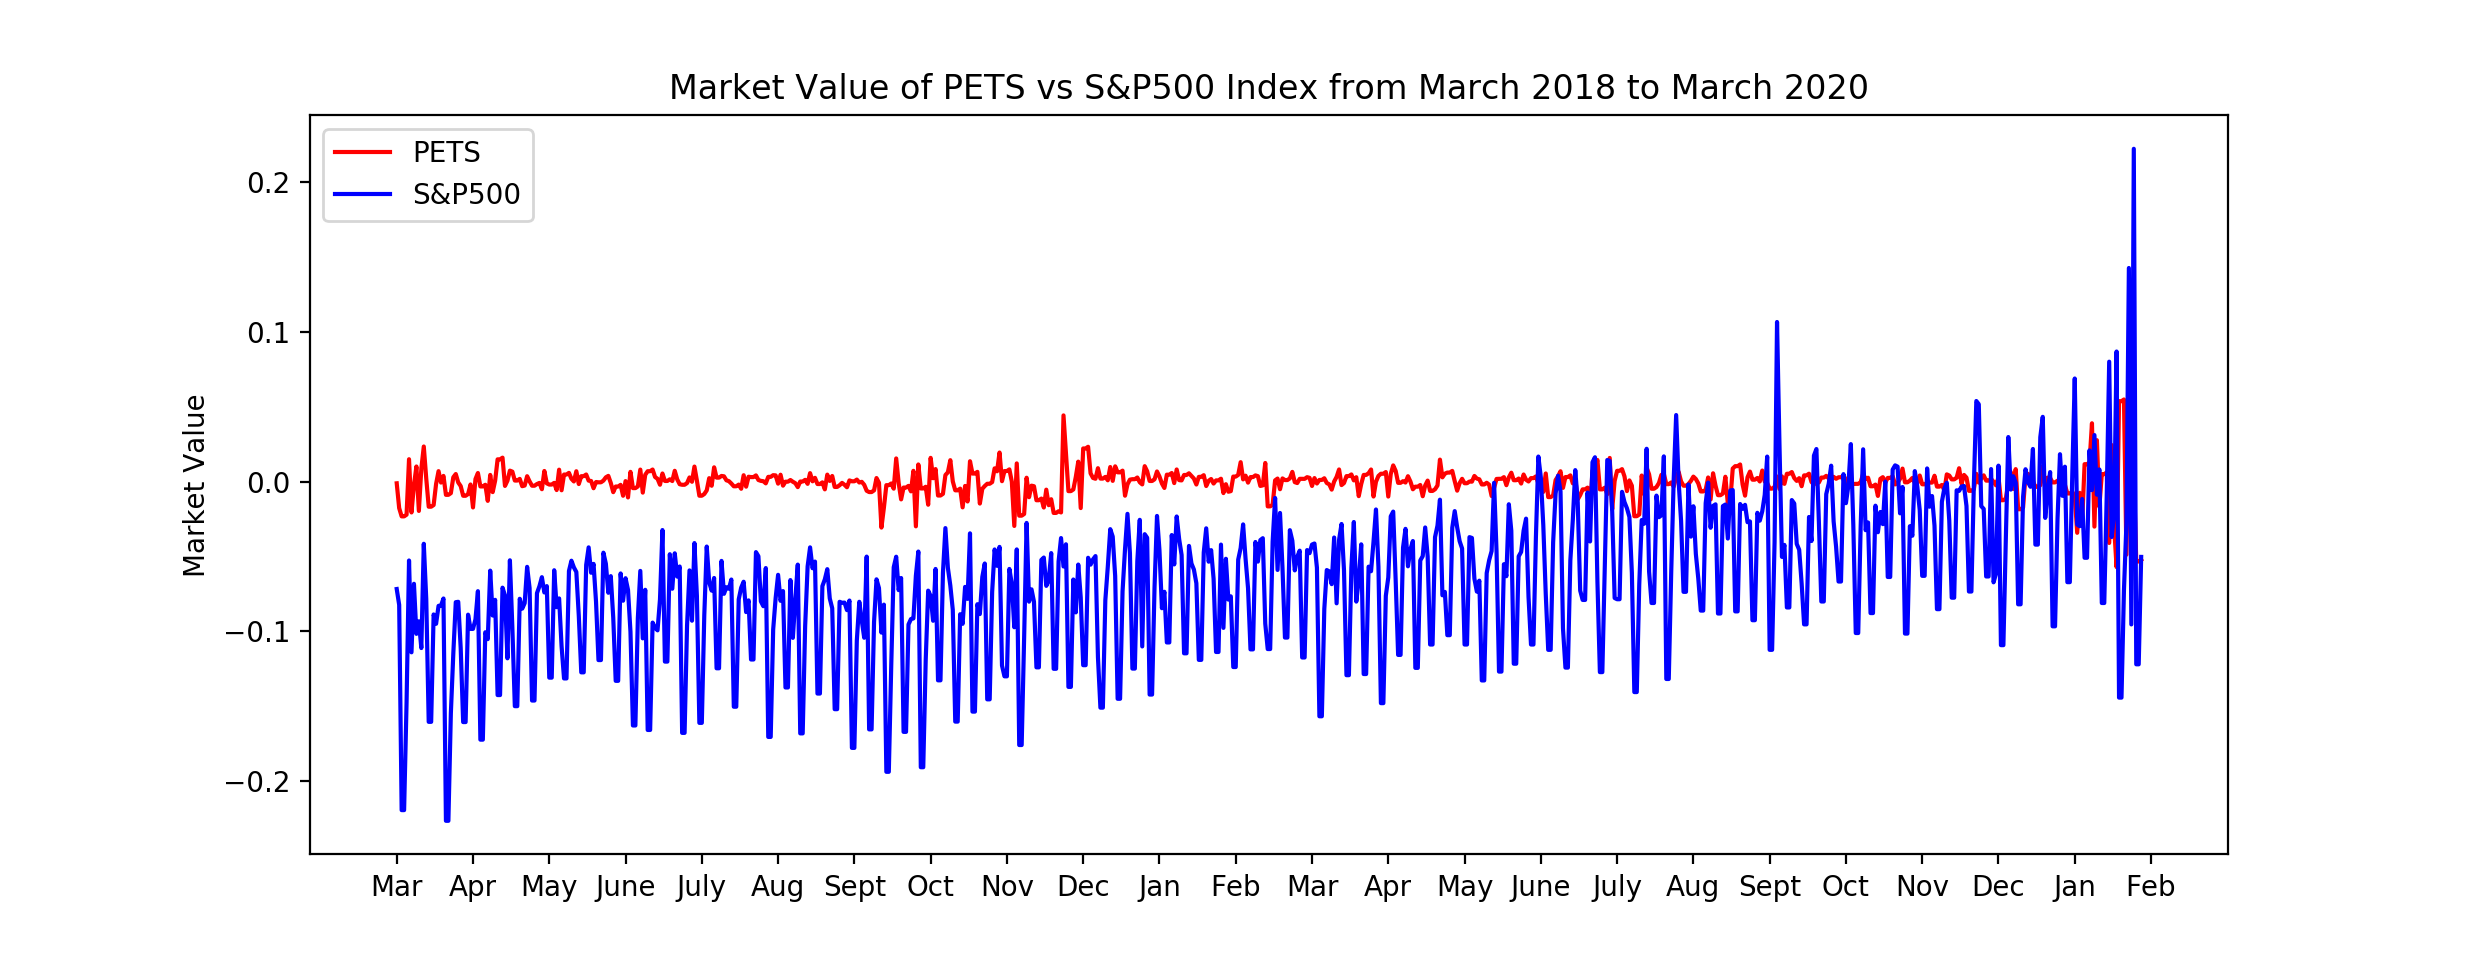 Market Value of PETS vs S&P500 Index from March 2018 to March 2020
PETS
S&P500
Market Value
0.2
0.1
0.0
−0.1
−0.2
Mar Apr May June July Aug Sept Oct Nov Dec Jan Feb Mar Apr May June July Aug Sept Oct Nov Dec Jan Feb